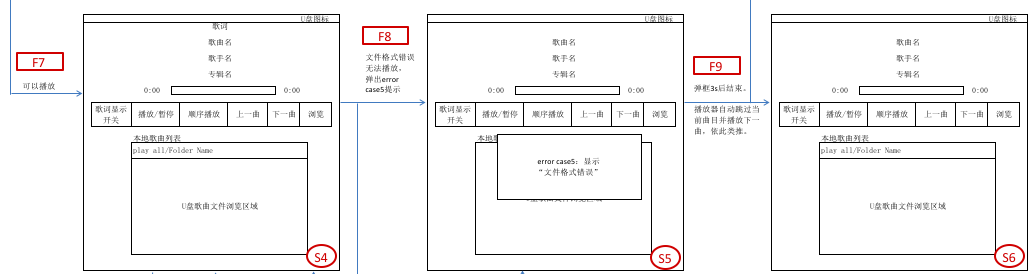 F7
可以播放
U盘图标
歌词
歌曲名
歌手名
专辑名
0:00 0:00
歌词显示开关 播放/暂停 顺序播放 上一曲 下一曲 浏览
本地歌曲列表
play all/Folder Name
U盘歌曲文件浏览区域
S4
F8
文件格式错误
无法播放，
弹出error
case5提示
U盘图标
歌曲名
歌手名
专辑名
0:00 0:00
歌词显示开关 播放/暂停 顺序播放 上一曲 下一曲 浏览
本地
error case5：显示
“文件格式错误”
U盘歌曲文件浏览区域
S5
F9
弹框3s后结束。
播放器自动跳过当
前曲目并播放下一
曲，依此类推。
U盘图标
歌曲名
歌手名
专辑名
0:00 0:00
歌词显示开关 播放/暂停 顺序播放 上一曲 下一曲 浏览
本地歌曲列表
play all/Folder Name
U盘歌曲文件浏览区域
S6